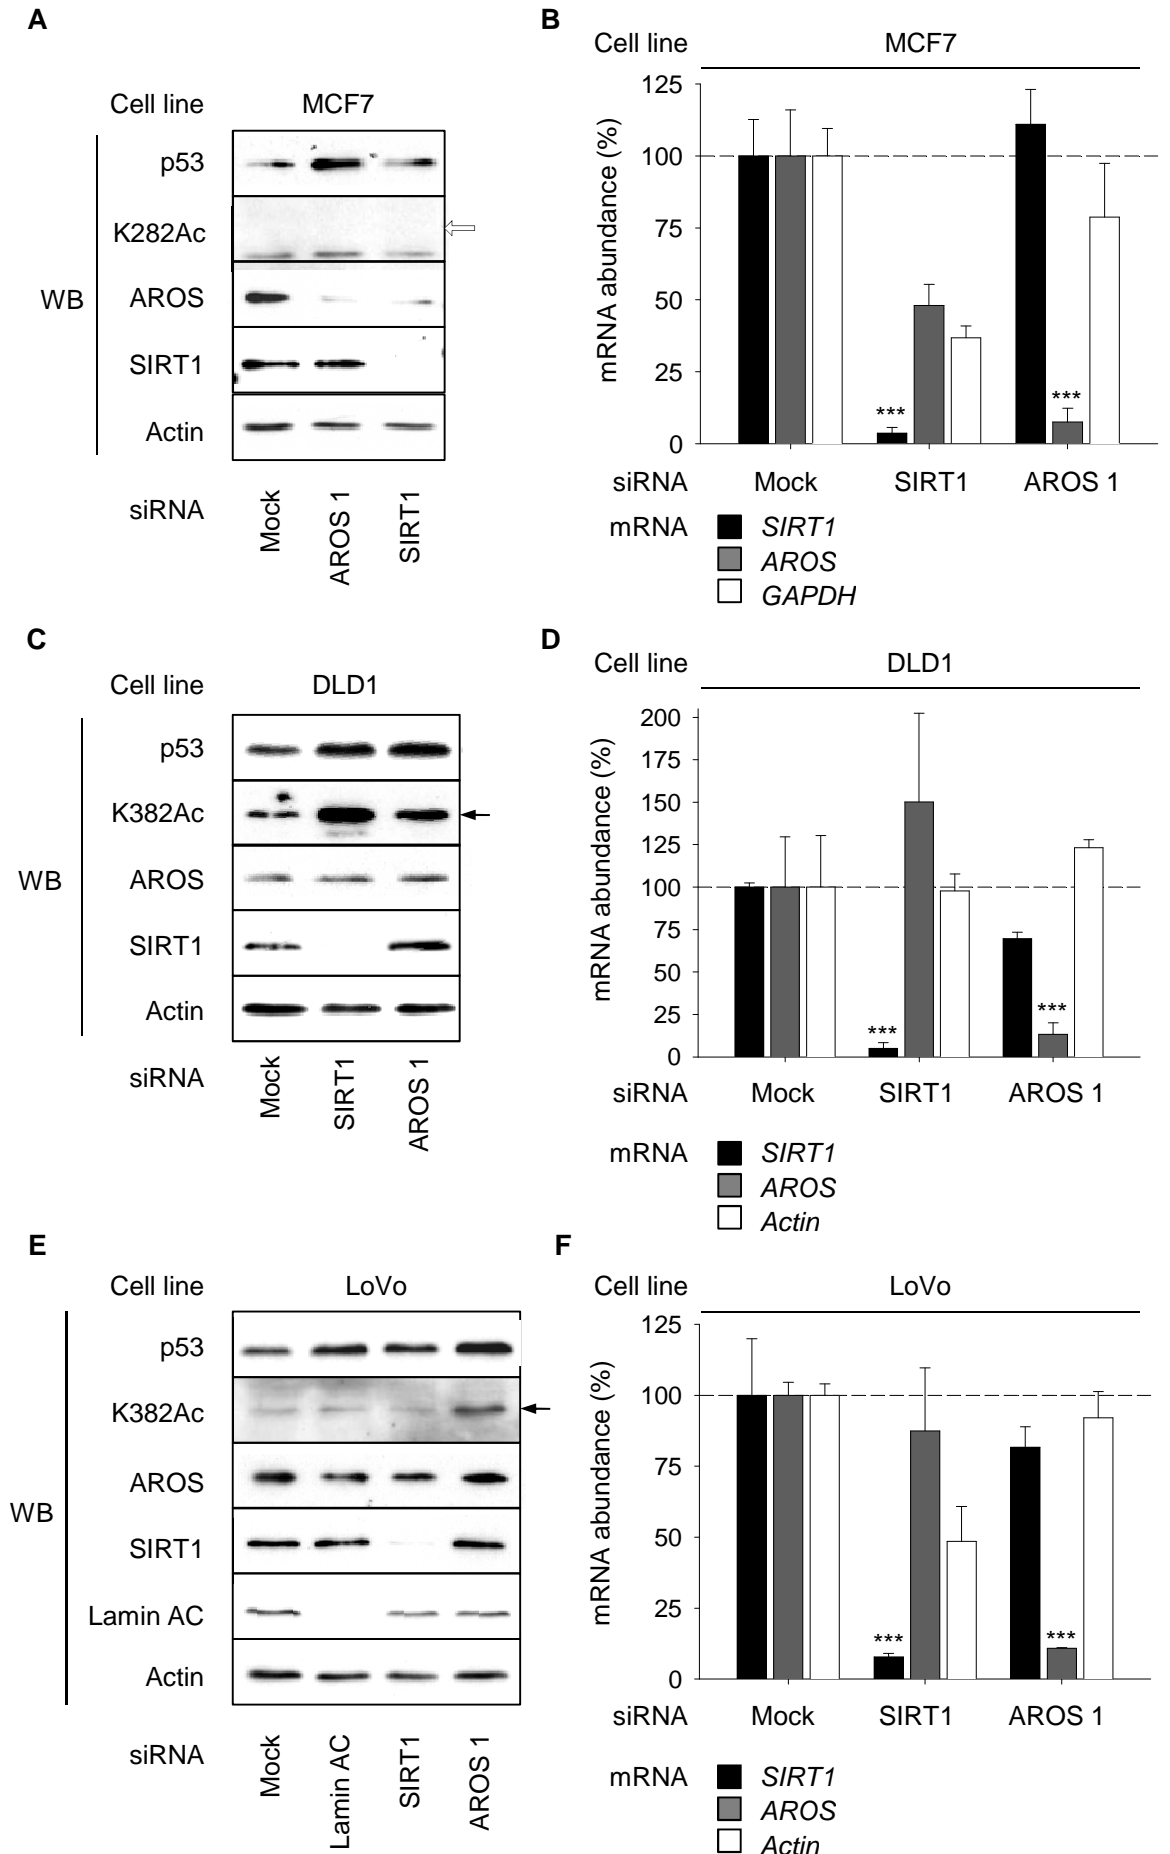 A
Cell line MCF7
WB
p53
K282Ac
AROS
SIRT1
Actin
siRNA Mock AROS 1 SIRT1
B
Cell line MCF7
mRNA abundance (%)
125
100
75
50
25
0
*** ***
siRNA Mock SIRT1 AROS 1
mRNA SIRT1
AROS
GAPDH
C
Cell line DLD1
WB
p53
K382Ac
AROS
SIRT1
Actin
siRNA Mock SIRT1 AROS 1
D
Cell line DLD1
mRNA abundance (%)
200
175
150
125
100
75
50
25
0
*** ***
siRNA Mock SIRT1 AROS 1
mRNA SIRT1
AROS
Actin
E
Cell line LoVo
WB
p53
K382Ac
AROS
SIRT1
Lamin AC
Actin
siRNA Mock Lamin AC SIRT1 AROS 1
F
Cell line LoVo
mRNA abundance (%)
125
100
75
50
25
0
*** ***
siRNA Mock SIRT1 AROS 1
mRNA SIRT1
AROS
Actin